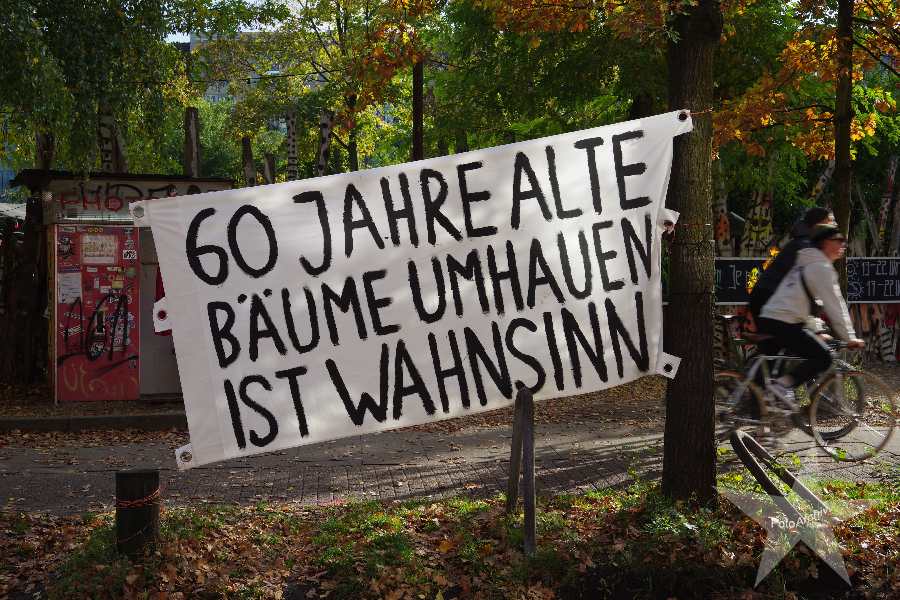 60 JAHRE ALTE
BÄUME UMHAUEN
IST WAHNSINN